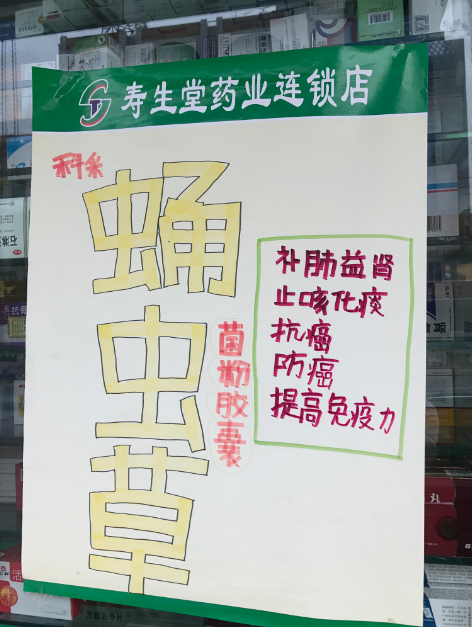 寿生堂药业连锁店
科米
蛹虫草
菌粉胶囊
补肺益肾
止咳化痰
抗癌
防癌
提高免疫力